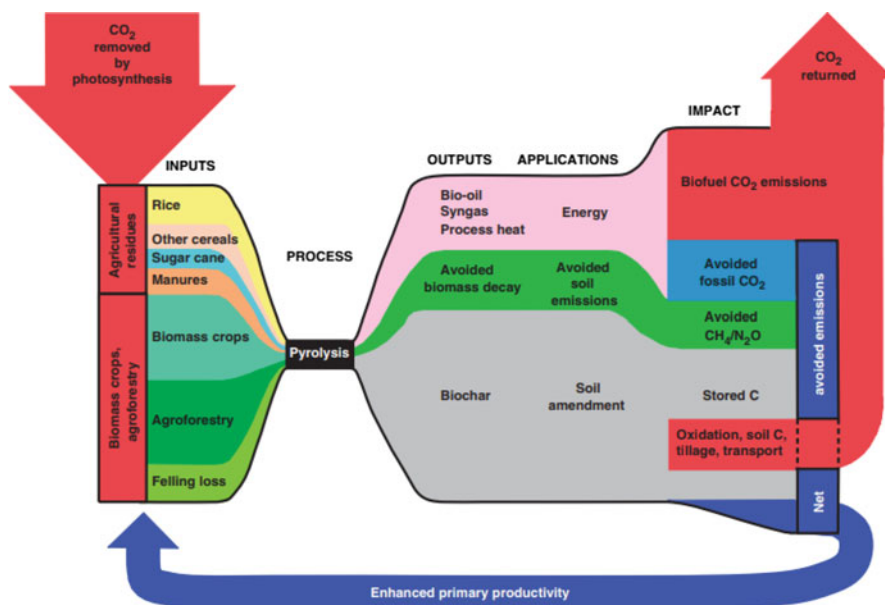 CO₂
removed
by
photosynthesis
CO₂
returned
IMPACT
INPUTS
OUTPUTS
APPLICATIONS
PROCESS
Agricultural
residues
Rice
Other cereals
Sugar cane
Manures
Biomass crops,
agroforestry
Biomass crops
Agroforestry
Felling loss
Pyrolysis
Bio-oil
Syngas
Process heat
Energy
Biofuel CO₂ emissions
Avoided
biomass decay
Avoided
soil
emissions
Avoided
fossil CO₂
Avoided
CH₄/N₂O
avoided emissions
Biochar
Soil
amendment
Stored C
Oxidation, soil C,
tillage, transport
Net
Enhanced primary productivity